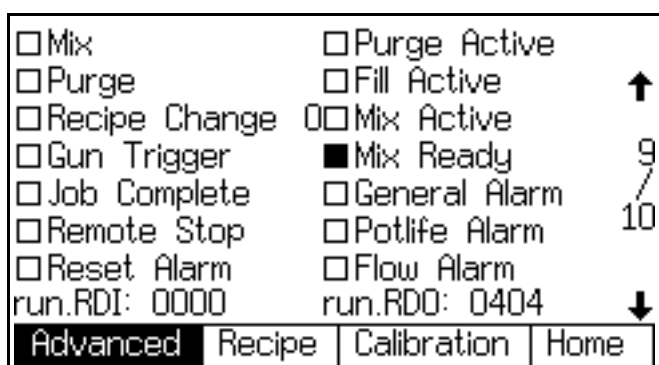 Mix Purge Active
Purge Fill Active
Recipe Change 0 Mix Active
Gun Trigger Mix Ready 9
Job Complete General Alarm /
Remote Stop Potlife Alarm 10
Reset Alarm Flow Alarm
run.RDI: 0000 run.RDO: 0404
Advanced Recipe Calibration Home